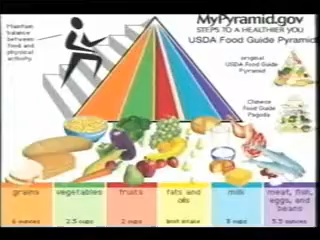 Maintain
balance
between
food and
physical
activity
MyPyramid.gov
STEPS TO A HEALTHIER YOU
USDA Food Guide Pyramid
original
USDA Food Guide
Pyramid
Chinese
Food Guide
Pagoda
grains
6 ounces
vegetables
2.5 cups
fruits
2 cups
fats and
oils
milk
3 cups
meat, fish,
eggs, and
beans
5.5 ounces